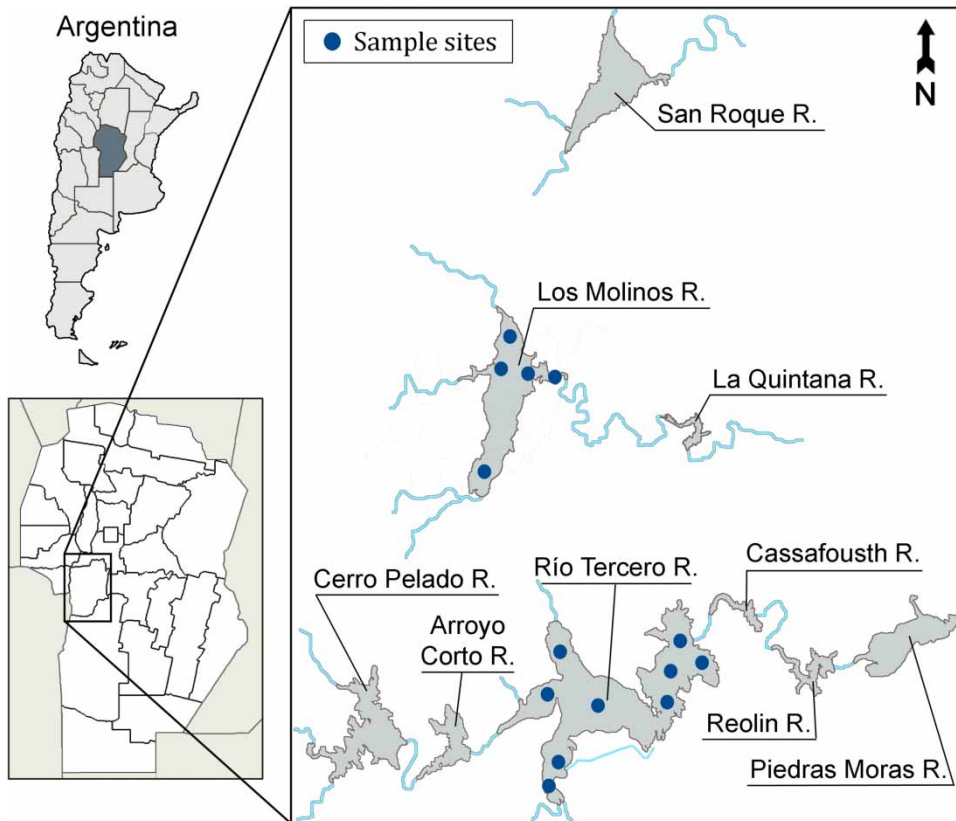 Argentina
Sample sites
N
San Roque R.
Los Molinos R.
La Quintana R.
Cassafousth R.
Cerro Pelado R.
Río Tercero R.
Arroyo
Corto R.
Reolin R.
Piedras Moras R.